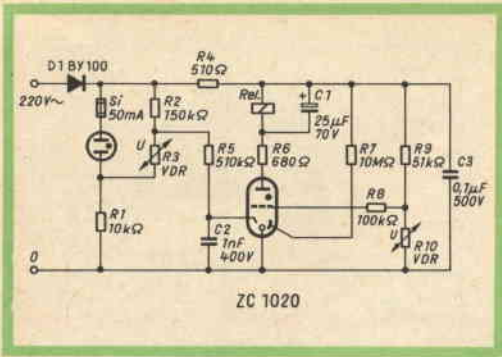 D1 BY100
220V~
Si
50mA
R2
150kΩ
U
R3
VDR
R1
10kΩ
0
R4
510Ω
R5
510kΩ
C2
1nF
400V
Rel.
+
C1
25μF
70V
R6
680Ω
R7
10MΩ
R8
100kΩ
R9
51kΩ
U
R10
VDR
C3
0,1μF
500V
ZC 1020